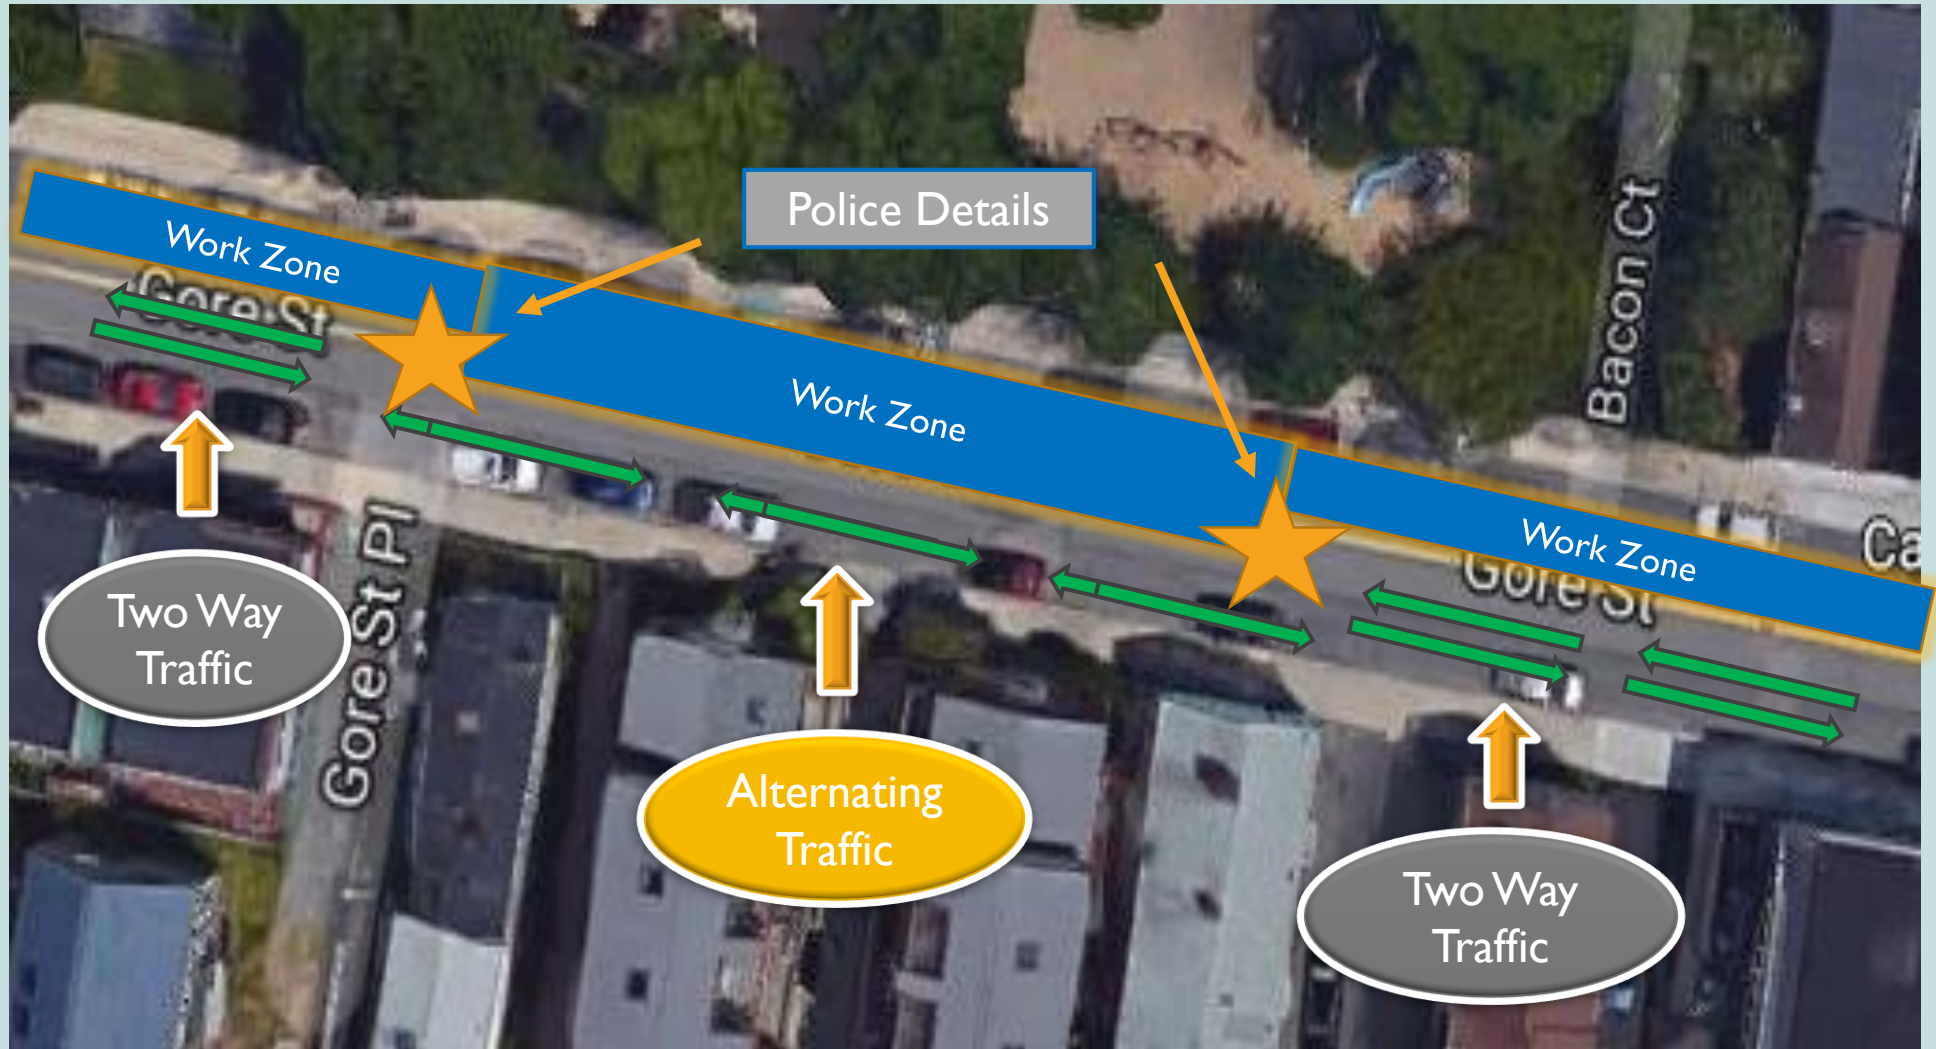 Police Details
Work Zone
Gore St
Work Zone
Bacon Ct
Work Zone
Ca
Gore St
Gore St Pl
Two Way
Traffic
Alternating
Traffic
Two Way
Traffic